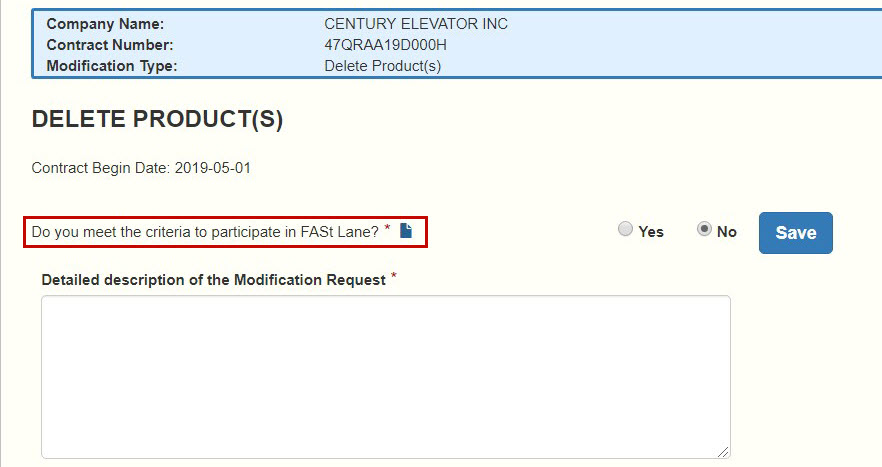 Company Name: CENTURY ELEVATOR INC
Contract Number: 47QRAA19D000H
Modification Type: Delete Product(s)
DELETE PRODUCT(S)
Contract Begin Date: 2019-05-01
Do you meet the criteria to participate in FASt Lane? * Yes No Save
Detailed description of the Modification Request *